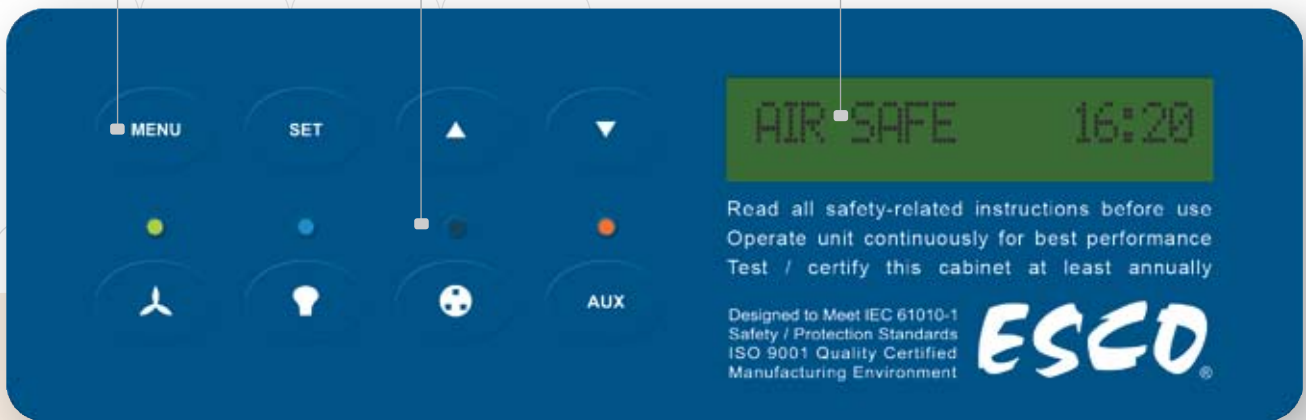 MENU SET ▲ ▼
AUX
AIR SAFE 16:20
Read all safety-related instructions before use
Operate unit continuously for best performance
Test / certify this cabinet at least annually
Designed to Meet IEC 61010-1
Safety / Protection Standards
ISO 9001 Quality Certified
Manufacturing Environment
ESCO®